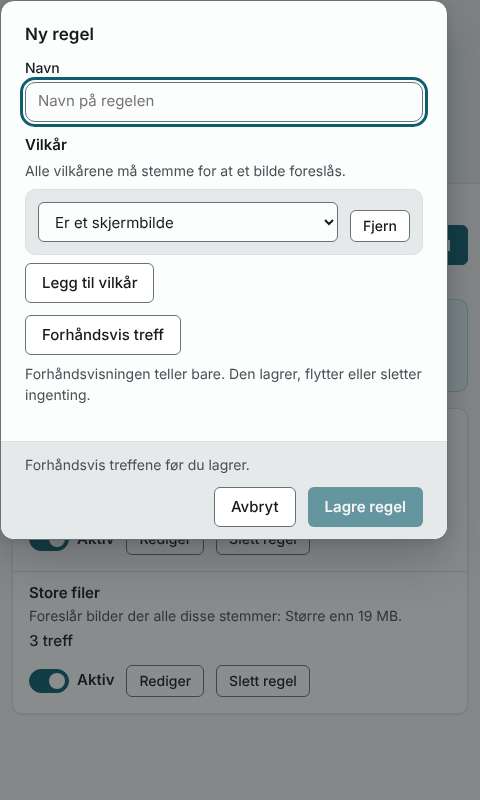 Ny regel
Navn
Navn på regelen
Vilkår
Alle vilkårene må stemme for at et bilde foreslås.
Er et skjermbilde
Fjern
Legg til vilkår
Forhåndsvis treff
Forhåndsvisningen teller bare. Den lagrer, flytter eller sletter
ingenting.
Forhåndsvis treffene før du lagrer.
Avbryt
Lagre regel
Aktiv
Rediger
Slett regel
Store filer
Foreslår bilder der alle disse stemmer: Større enn 19 MB.
3 treff
Aktiv
Rediger
Slett regel